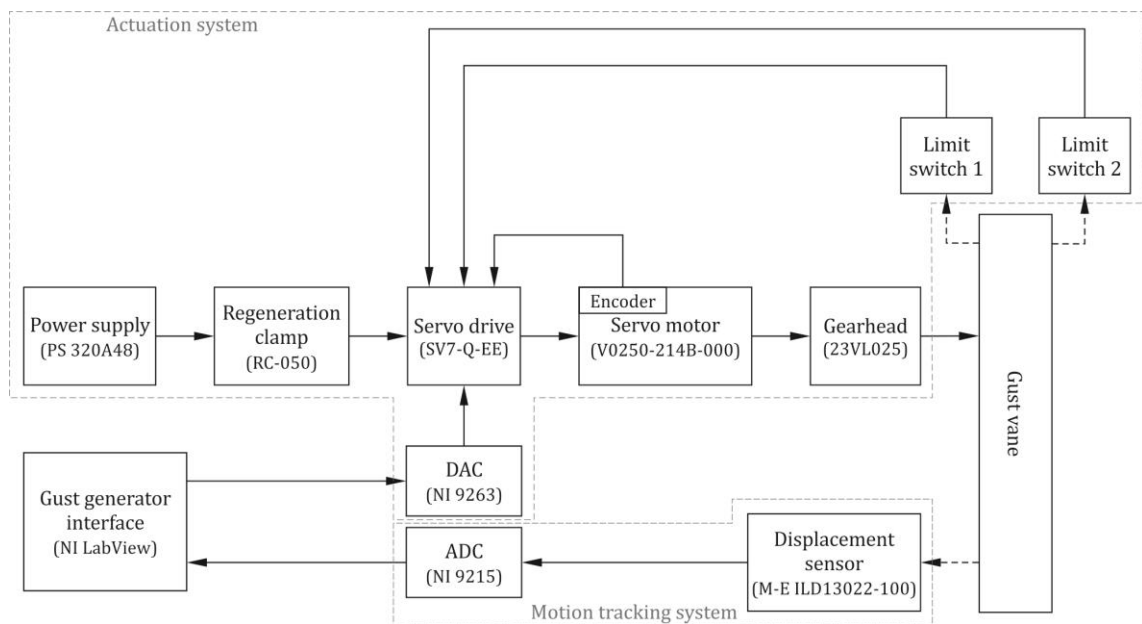 Actuation system
Limit
switch 1
Limit
switch 2
Power supply
(PS 320A48)
Regeneration
clamp
(RC-050)
Servo drive
(SV7-Q-EE)
Encoder
Servo motor
(V0250-214B-000)
Gearhead
(23VL025)
Gust vane
Gust generator
interface
(NI LabView)
DAC
(NI 9263)
ADC
(NI 9215)
Displacement
sensor
(M-E ILD13022-100)
Motion tracking system